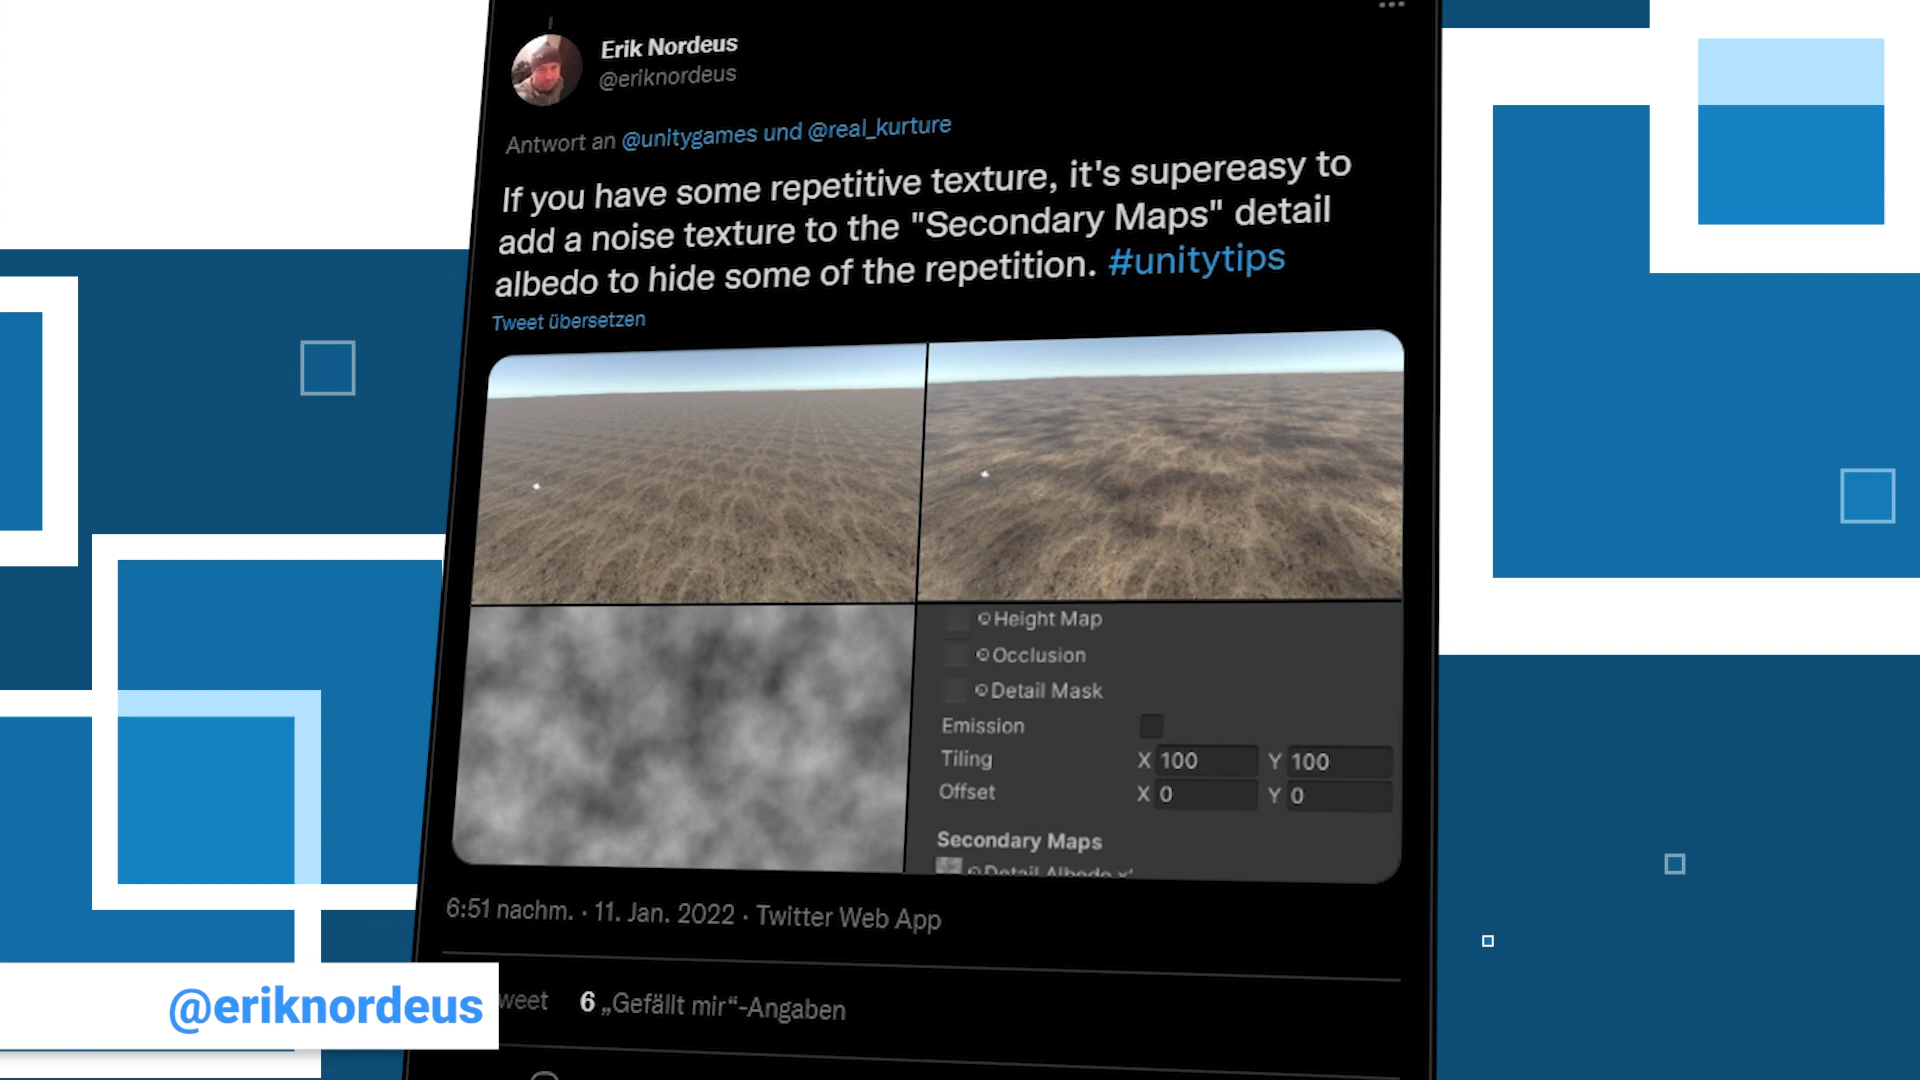 Erik Nordeus
@eriknordeus
Antwort an @unitygames und @real_kurture
If you have some repetitive texture, it's supereasy to
add a noise texture to the "Secondary Maps" detail
albedo to hide some of the repetition. #unitytips
Tweet übersetzen
Height Map
Occlusion
Detail Mask
Emission
Tiling X 100 Y 100
Offset X 0 Y 0
Secondary Maps
Detail Albedo x
6:51 nachm. · 11. Jan. 2022 · Twitter Web App
weet 6 „Gefällt mir“-Angaben
@eriknordeus